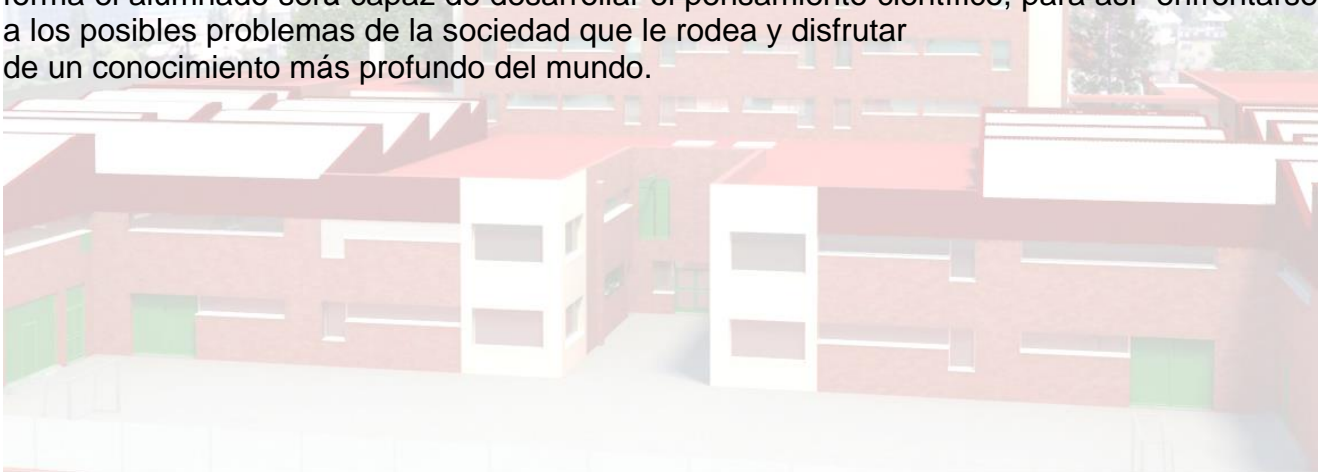 forma el alumnado será capaz de desarrollar el pensamiento científico, para así enfrentarse
a los posibles problemas de la sociedad que le rodea y disfrutar
de un conocimiento más profundo del mundo.